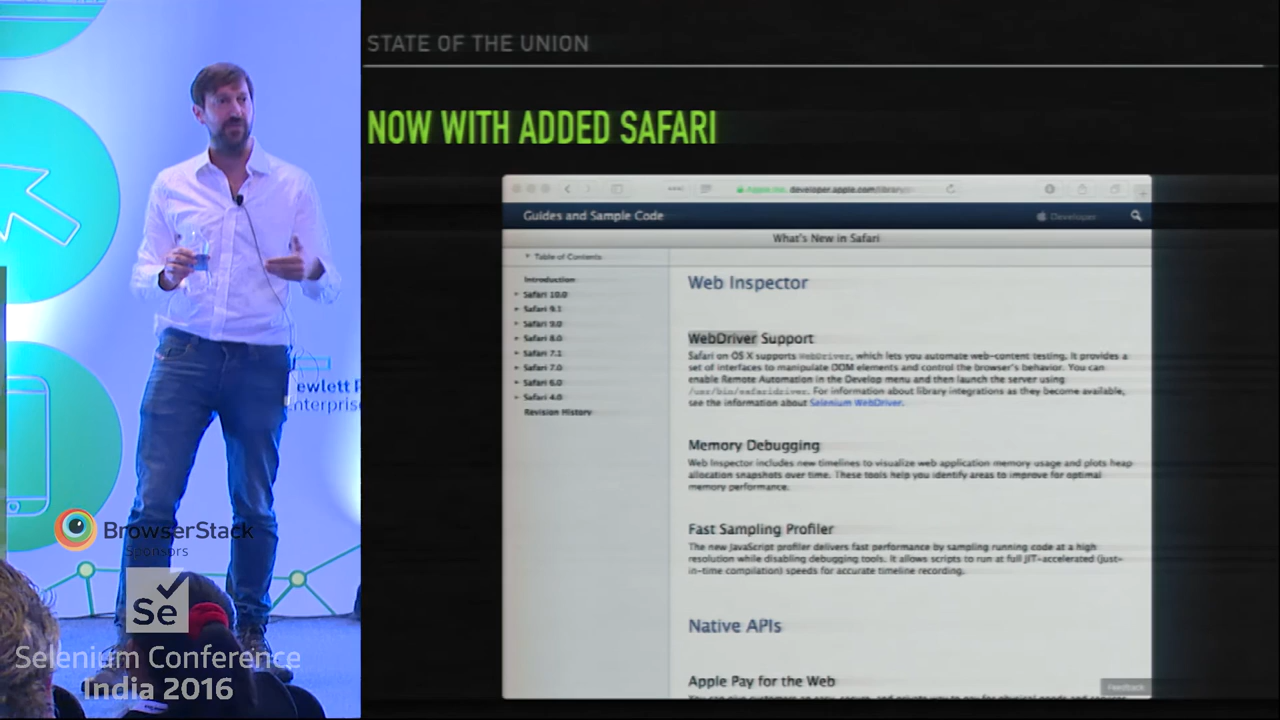 STATE OF THE UNION
NOW WITH ADDED SAFARI
developer.apple.com/library
Guides and Sample Code
Developer
What's New in Safari
Table of Contents
Introduction
Safari 10.0
Safari 9.1
Safari 9.0
Safari 8.0
Safari 7.1
Safari 7.0
Safari 6.0
Safari 4.0
Revision History
Web Inspector
WebDriver Support
Safari on OS X supports WebDriver, which lets you automate web-content testing. It provides a
set of interfaces to manipulate DOM elements and control the browser's behavior. You can
enable Remote Automation in the Develop menu and then launch the server using
/usr/bin/safaridriver. For information about library integrations as they become available,
see the information about Selenium WebDriver.
Memory Debugging
Web Inspector includes new timelines to visualize web application memory usage and plots heap
allocation snapshots over time. These tools help you identify areas to improve for optimal
memory performance.
Fast Sampling Profiler
The new JavaScript profiler delivers fast performance by sampling running code at a high
resolution while disabling debugging tools. It allows scripts to run at full JIT-accelerated (just-
in-time compilation) speeds for accurate timeline recording.
Native APIs
Apple Pay for the Web
Feedback
ewlett P
enterpris
BrowserStack
Sponsors
Se
Selenium Conference
India 2016